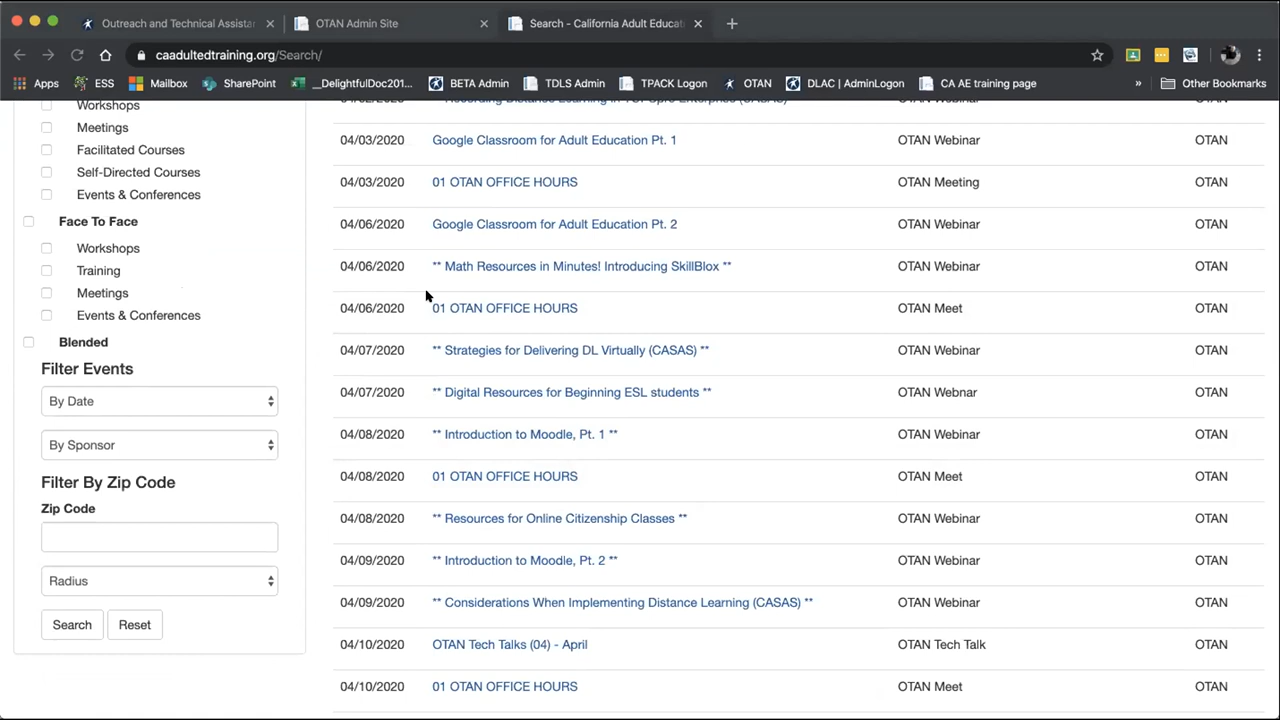 Outreach and Technical Assista
OTAN Admin Site
Search - California Adult Educat
caadultedtraining.org/Search/
Apps
ESS
Mailbox
SharePoint
__DelightfulDoc201...
BETA Admin
TDLS Admin
TPACK Logon
OTAN
DLAC | AdminLogon
CA AE training page
»
Other Bookmarks
Workshops
Meetings
Facilitated Courses
Self-Directed Courses
Events & Conferences
Face To Face
Workshops
Training
Meetings
Events & Conferences
Blended
Filter Events
By Date
By Sponsor
Filter By Zip Code
Zip Code
Radius
Search Reset
04/03/2020 Google Classroom for Adult Education Pt. 1 OTAN Webinar OTAN
04/03/2020 01 OTAN OFFICE HOURS OTAN Meeting OTAN
04/06/2020 Google Classroom for Adult Education Pt. 2 OTAN Webinar OTAN
04/06/2020 ** Math Resources in Minutes! Introducing SkillBlox ** OTAN Webinar OTAN
04/06/2020 01 OTAN OFFICE HOURS OTAN Meet OTAN
04/07/2020 ** Strategies for Delivering DL Virtually (CASAS) ** OTAN Webinar OTAN
04/07/2020 ** Digital Resources for Beginning ESL students ** OTAN Webnar OTAN
04/08/2020 ** Introduction to Moodle, Pt. 1 ** OTAN Webinar OTAN
04/08/2020 01 OTAN OFFICE HOURS OTAN Meet OTAN
04/08/2020 ** Resources for Online Citizenship Classes ** OTAN Webinar OTAN
04/09/2020 ** Introduction to Moodle, Pt. 2 ** OTAN Webinar OTAN
04/09/2020 ** Considerations When Implementing Distance Learning (CASAS) ** OTAN Webinar OTAN
04/10/2020 OTAN Tech Talks (04) - April OTAN Tech Talk OTAN
04/10/2020 01 OTAN OFFICE HOURS OTAN Meet OTAN